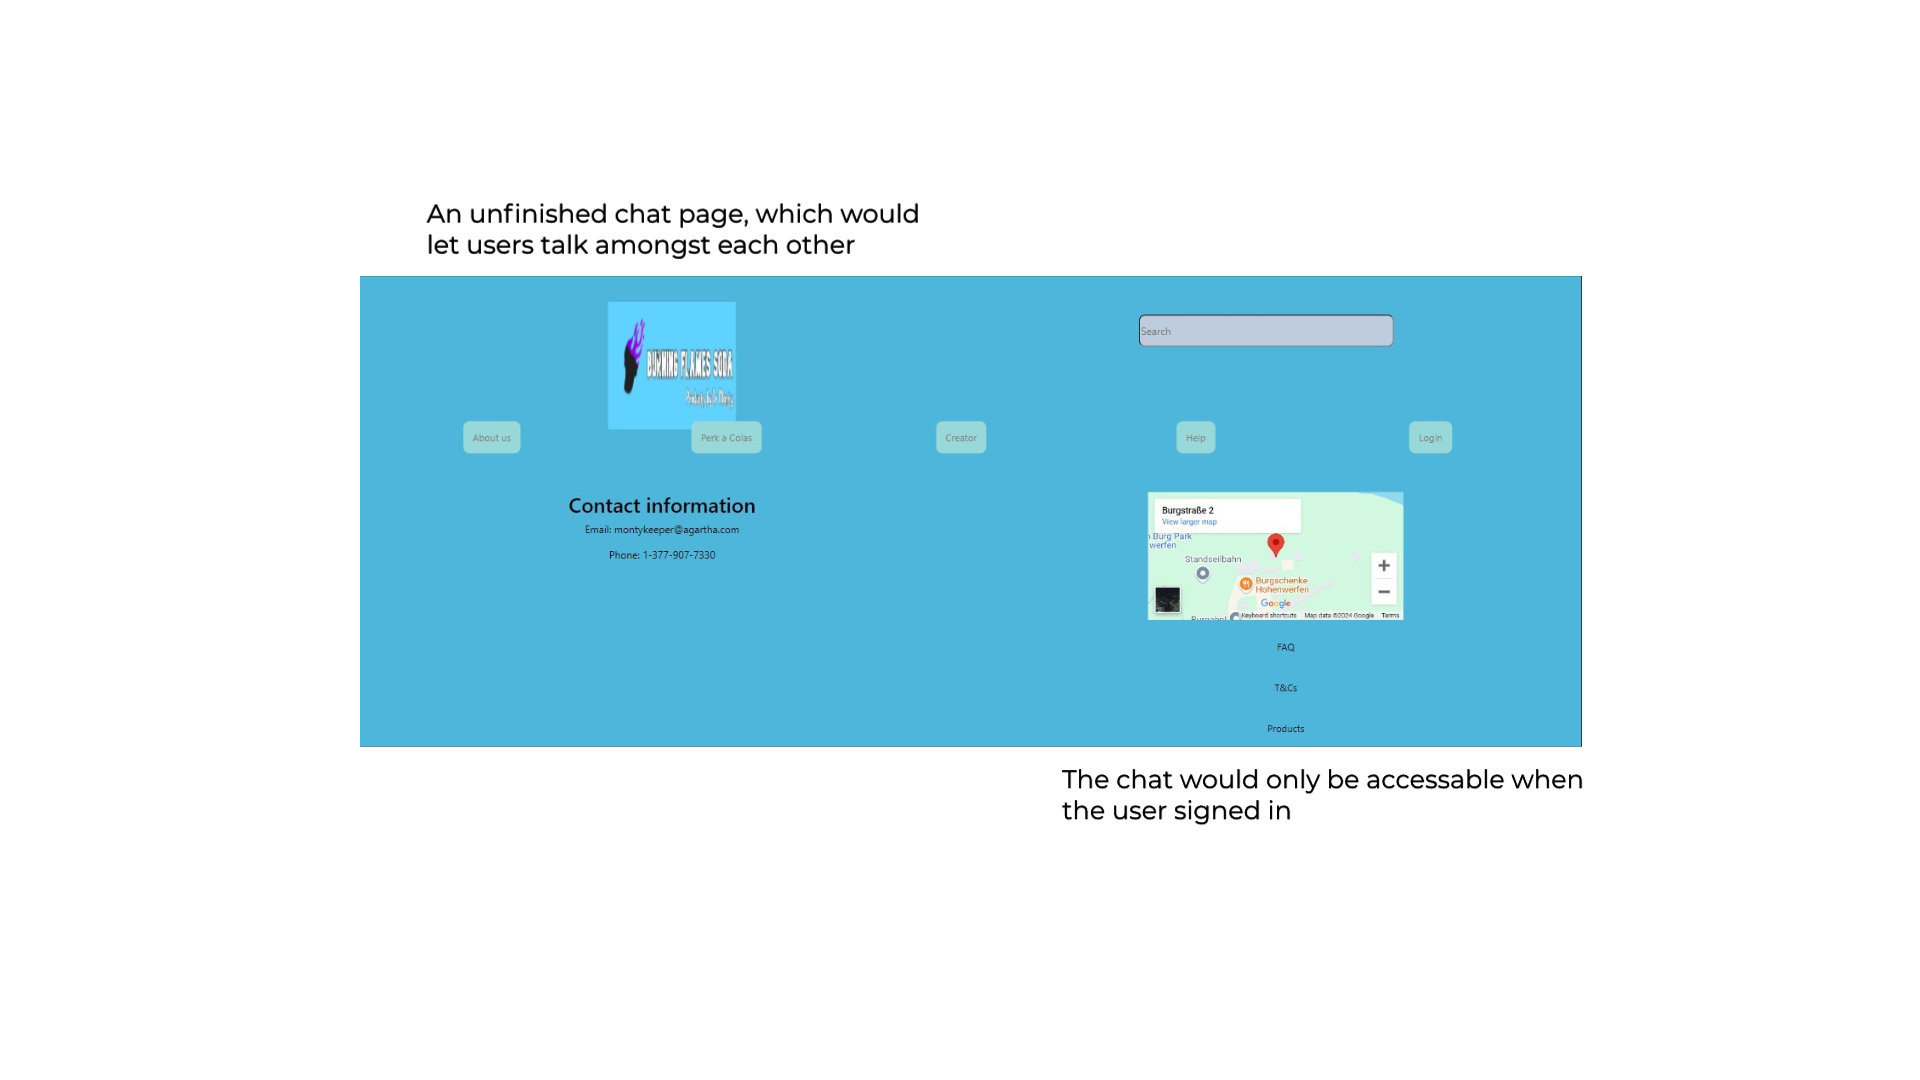 An unfinished chat page, which would
let users talk amongst each other
BURNING FLAMES SODA
Search
About us
Perk a Colas
Creator
Help
Login
Contact information
Email: montykeeper@agartha.com
Phone: 1-377-907-7330
Burgstraße 2
View larger map
Burg Park
werfen
Standseilbahn
Burgschenke
Hohenwerfen
Google
Keyboard shortcuts
Map data ©2024 Google
Terms
FAQ
T&Cs
Products
The chat would only be accessable when
the user signed in